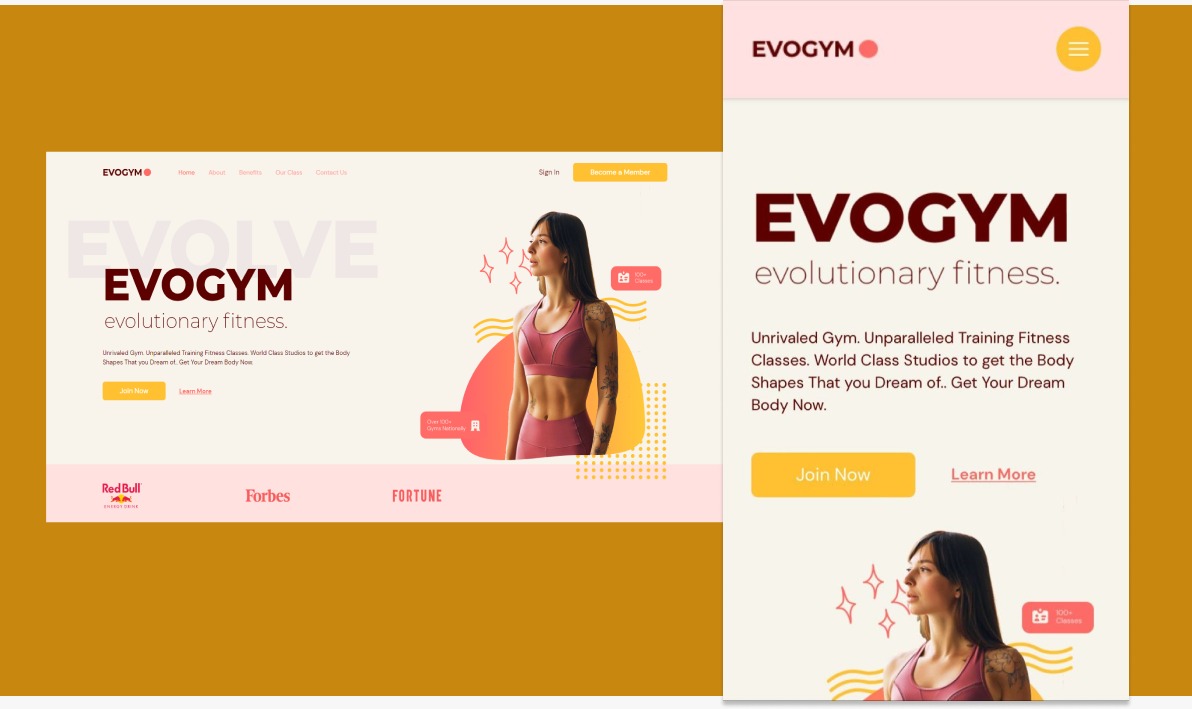 EVOGYM
Home About Benefits Our Class Contact Us
Sign In
Become a Member
EVOLVE
EVOGYM
evolutionary fitness.
Unrivaled Gym. Unparalleled Training Fitness Classes. World Class Studios to get the Body
Shapes That you Dream of.. Get Your Dream Body Now.
Join Now
Learn More
100+
Classes
Over 100+
Gyms Nationally
Red Bull
ENERGY DRINK
Forbes
FORTUNE
EVOGYM
EVOGYM
evolutionary fitness.
Unrivaled Gym. Unparalleled Training Fitness
Classes. World Class Studios to get the Body
Shapes That you Dream of.. Get Your Dream
Body Now.
Join Now
Learn More
100+
Classes